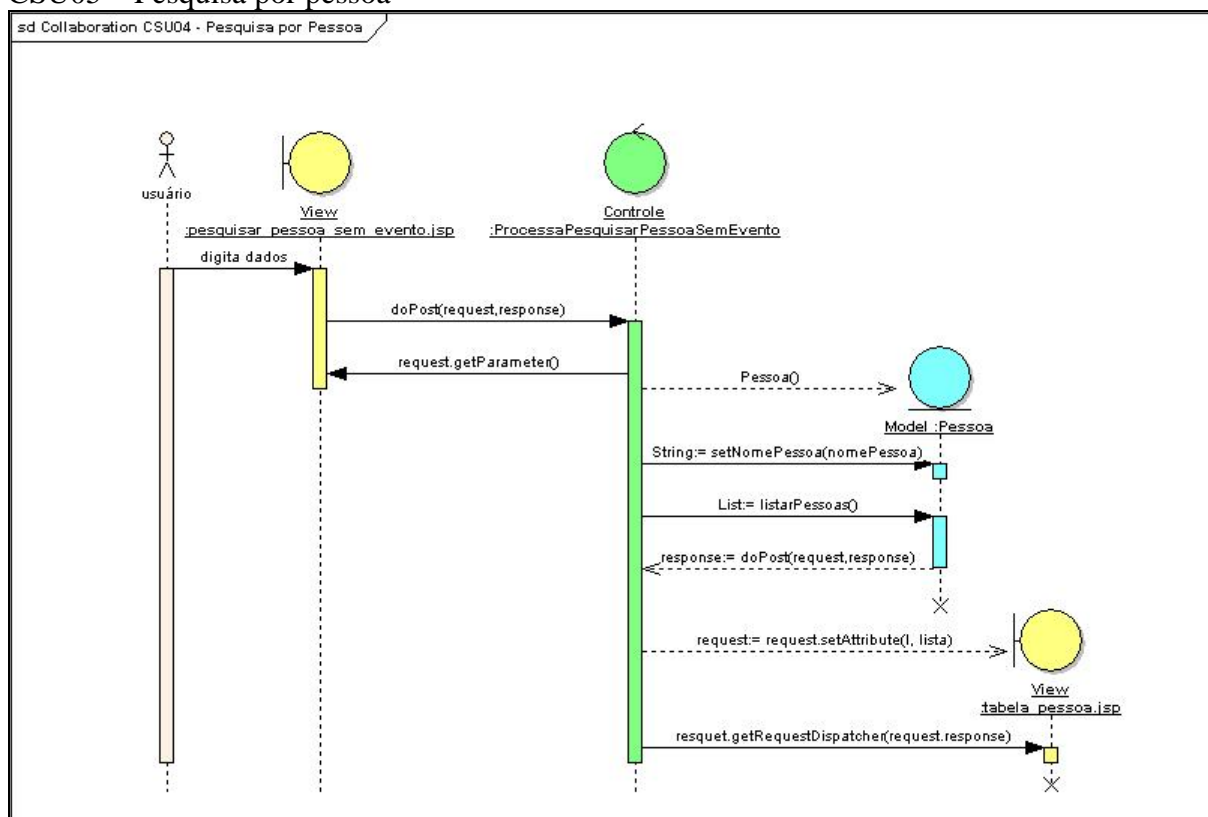 CSU05 – Pesquisa por pessoa
sd Collaboration CSU04 - Pesquisa por Pessoa
usuário
View
:pesquisar_pessoa_sem_evento.jsp
Controle
:ProcessaPesquisarPessoaSemEvento
digita dados
doPost(request,response)
request.getParameter()
Pessoa()
Model :Pessoa
String:= setNomePessoa(nomePessoa)
List:= listarPessoas()
response:= doPost(request,response)
request:= request.setAttribute(l, lista)
View
:tabela_pessoa.jsp
resquet.getRequestDispatcher(request.response)